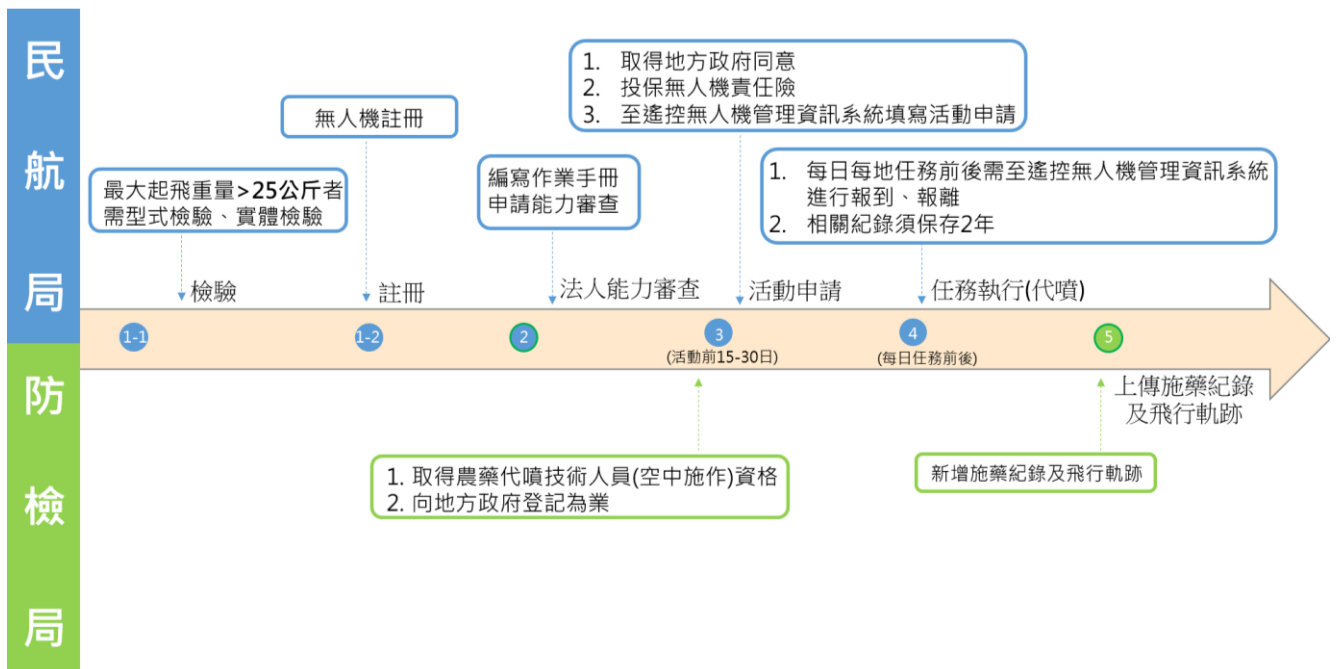 民
航
局
防
檢
局
1. 取得地方政府同意
2. 投保無人機責任險
3. 至遙控無人機管理資訊系統填寫活動申請
無人機註冊
編寫作業手冊
申請能力審查
1. 每日每地任務前後需至遙控無人機管理資訊系統
進行報到、報離
2. 相關紀錄須保存2年
最大起飛重量>25公斤者
需型式檢驗、實體檢驗
檢驗
註冊
法人能力審查
活動申請
任務執行(代噴)
1-1
1-2
2
3
4
5
(活動前15-30日)
(每日任務前後)
上傳施藥紀錄
及飛行軌跡
1. 取得農藥代噴技術人員(空中施作)資格
2. 向地方政府登記為業
新增施藥紀錄及飛行軌跡